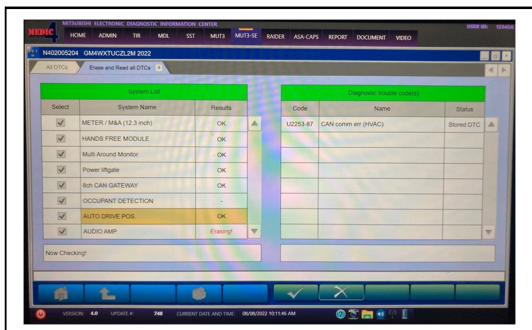 MITSUBISHI ELECTRONIC DIAGNOSTIC INFORMATION CENTER
USER ID:
MEDIC4 HOME ADMIN TIR MDL SST MUT3 MUT3-SE RAIDER ASA-CAPS REPORT DOCUMENT VIDEO
N402005204 GM4WXTUCZL2M 2022
All DTCs Erase and Read all DTCs
System List
Diagnostic trouble code(s)
Select System Name Results
Code Name Status
METER / M&A (12.3 inch) OK
U2253-87 CAN comm err (HVAC) Stored DTC
HANDS FREE MODULE OK
Multi Around Monitor OK
Power liftgate OK
8ch CAN GATEWAY OK
OCCUPANT DETECTION -
AUTO DRIVE POS. OK
AUDIO AMP Erasing!
Now Checking!
VERSION: 4.0 UPDATE #: 748 CURRENT DATE AND TIME 08/08/2022 10:11:46 AM